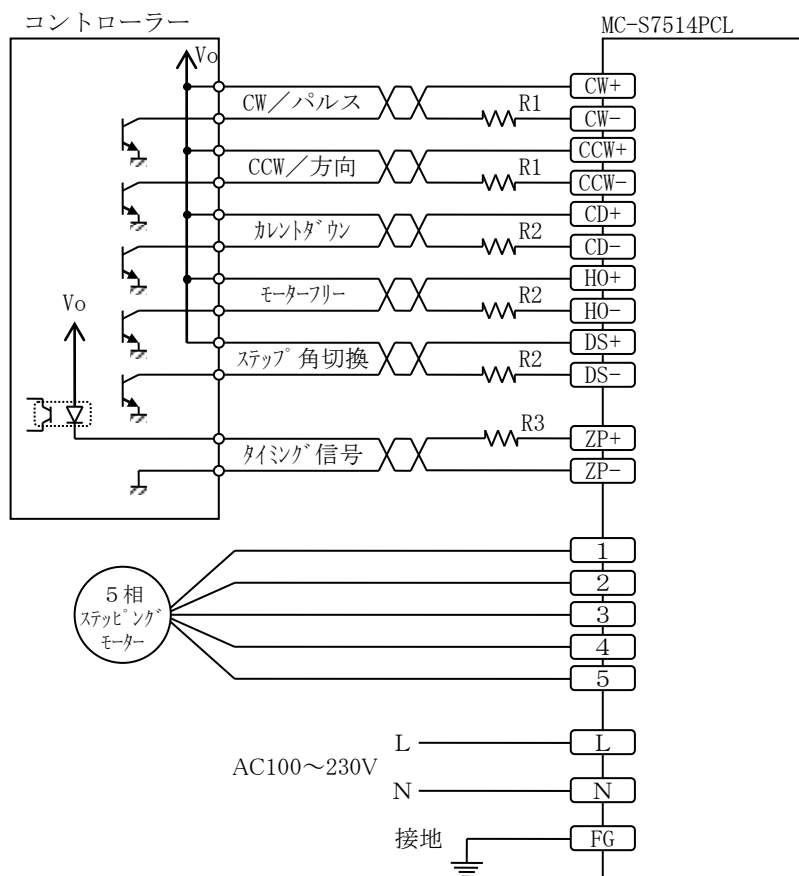 コントローラー
MC-S7514PCL
Vo
CW／パルス
R1
CW+
CW-
CCW／方向
R1
CCW+
CCW-
ｶﾚﾝﾄﾀﾞｳﾝ
R2
CD+
CD-
ﾓｰﾀｰﾌﾘｰ
R2
HO+
HO-
Vo
ｽﾃｯﾌﾟ角切換
R2
DS+
DS-
ﾀｲﾐﾝｸﾞ信号
R3
ZP+
ZP-
５相
ｽﾃｯﾋﾟﾝｸﾞ
ﾓｰﾀｰ
1
2
3
4
5
L
L
AC100～230V
N
N
接地
FG